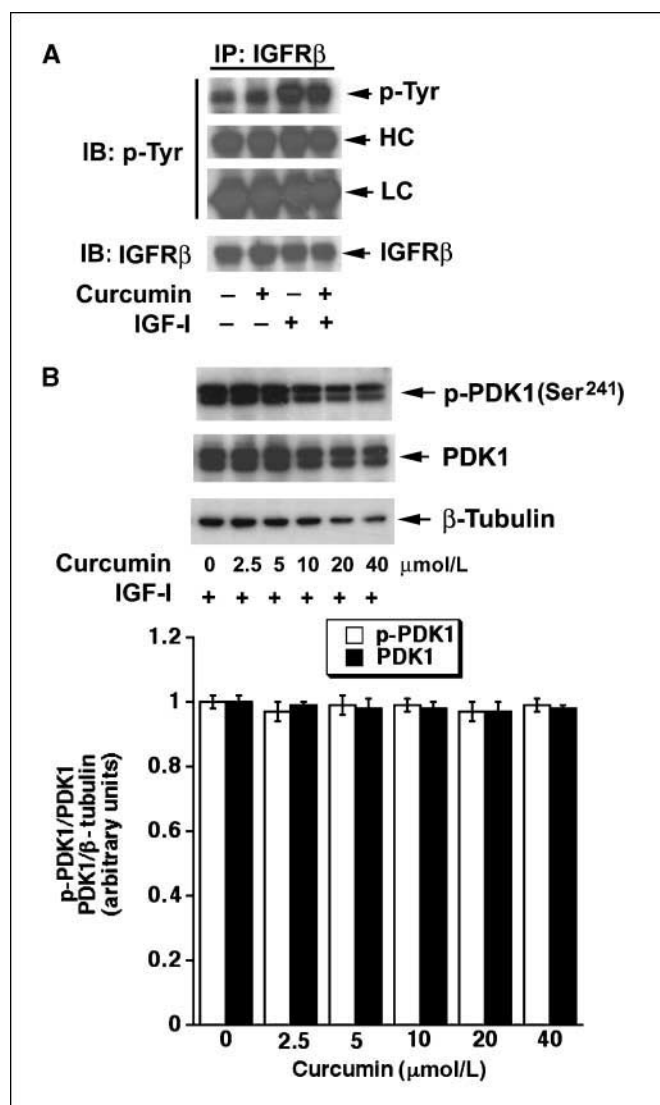 A
IP: IGFRβ
IB: p-Tyr
p-Tyr
HC
LC
IB: IGFRβ
IGFRβ
Curcumin – + – +
IGF-I – – + +
B
p-PDK1(Ser241)
PDK1
β-Tubulin
Curcumin 0 2.5 5 10 20 40 μmol/L
IGF-I + + + + + +
p-PDK1
PDK1
1.2
1
0.8
0.6
0.4
0.2
0
p-PDK1/PDK1
PDK1/β-tubulin
(arbitrary units)
0 2.5 5 10 20 40
Curcumin (μmol/L)